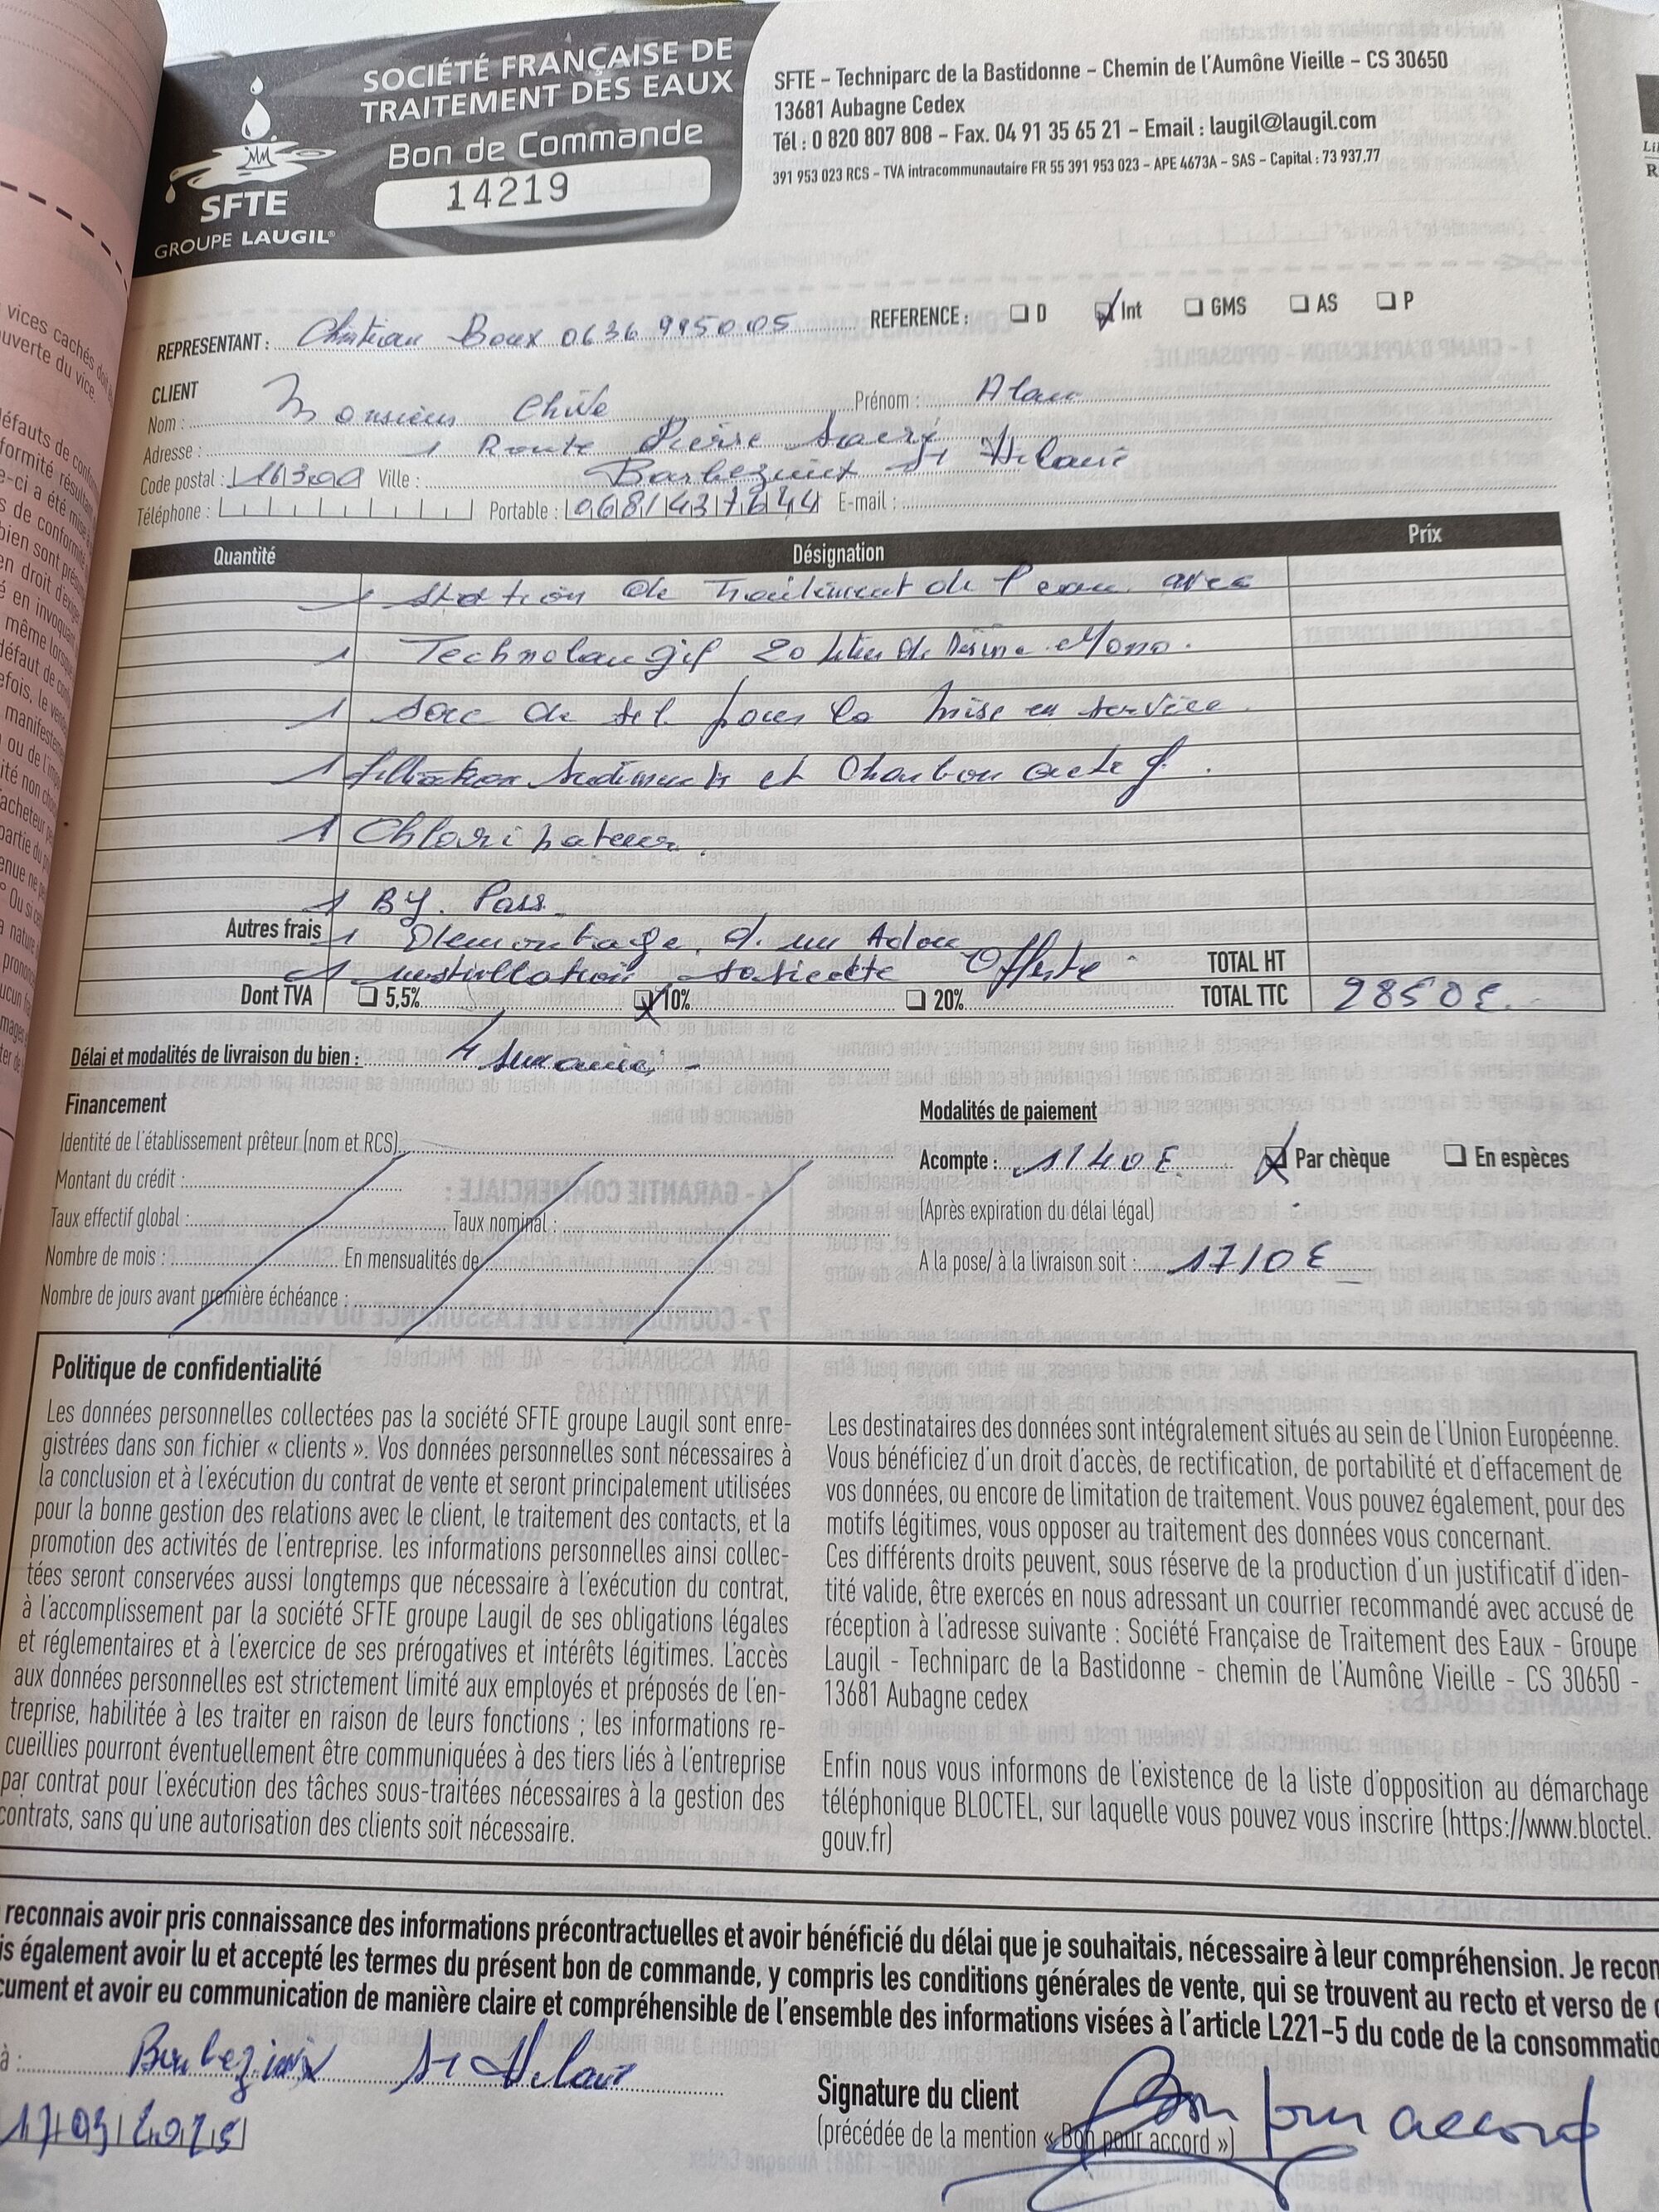 vices cachés doit
ouverte du vice.
SOCIÉTÉ FRANÇAISE DE
TRAITEMENT DES EAUX
Bon de Commande
14219
SFTE
GROUPE LAUGIL®
SFTE – Techniparc de la Bastidonne – Chemin de l'Aumône Vieille – CS 30650
13681 Aubagne Cedex
Tél : 0 820 807 808 – Fax. 04 91 35 65 21 – Email : laugil@laugil.com
391 953 023 RCS – TVA intracommunautaire FR 55 391 953 023 – APE 4673A – SAS – Capital : 73 937,77
REPRESENTANT : Christian Boux 0636 995005 REFERENCE : D Int GMS AS P
CLIENT
Nom : Monsieur Prénom : Alain
Adresse : 1 Route Pierre
Code postal : 16300 Ville : Barbezieux St Hilaire
Téléphone : Portable : 0681437644 E-mail :
Quantité Désignation Prix
1 Station de Traitement de l'eau avec
1 Technolaugil 20 litres de résine Mono.
1 Sac de sel pour la mise en service
1 filtration sediments et Charbon actif.
1 Chlorinateur.
1 BY. Pass.
Autres frais 1 Demontage d'un Adou
1 installation Offerte TOTAL HT
Dont TVA 5,5% 10% 20% TOTAL TTC 2850 €.
Délai et modalités de livraison du bien : 4 semaines -
Financement
Identité de l'établissement prêteur (nom et RCS)
Montant du crédit :
Taux effectif global : Taux nominal :
Nombre de mois : En mensualités de
Nombre de jours avant première échéance :
Modalités de paiement
Acompte : 1140 € Par chèque En espèces
(Après expiration du délai légal)
A la pose/ à la livraison soit : 1710 €
Politique de confidentialité
Les données personnelles collectées pas la société SFTE groupe Laugil sont enre-
gistrées dans son fichier « clients ». Vos données personnelles sont nécessaires à
la conclusion et à l'exécution du contrat de vente et seront principalement utilisées
pour la bonne gestion des relations avec le client, le traitement des contacts, et la
promotion des activités de l'entreprise. les informations personnelles ainsi collec-
tées seront conservées aussi longtemps que nécessaire à l'exécution du contrat,
à l'accomplissement par la société SFTE groupe Laugil de ses obligations légales
et réglementaires et à l'exercice de ses prérogatives et intérêts légitimes. L'accès
aux données personnelles est strictement limité aux employés et préposés de l'en-
treprise, habilitée à les traiter en raison de leurs fonctions ; les informations re-
cueillies pourront éventuellement être communiquées à des tiers liés à l'entreprise
par contrat pour l'exécution des tâches sous-traitées nécessaires à la gestion des
contrats, sans qu'une autorisation des clients soit nécessaire.
Les destinataires des données sont intégralement situés au sein de l'Union Européenne.
Vous bénéficiez d'un droit d'accès, de rectification, de portabilité et d'effacement de
vos données, ou encore de limitation de traitement. Vous pouvez également, pour des
motifs légitimes, vous opposer au traitement des données vous concernant.
Ces différents droits peuvent, sous réserve de la production d'un justificatif d'iden-
tité valide, être exercés en nous adressant un courrier recommandé avec accusé de
réception à l'adresse suivante : Société Française de Traitement des Eaux - Groupe
Laugil - Techniparc de la Bastidonne - chemin de l'Aumône Vieille - CS 30650 -
13681 Aubagne cedex
Enfin nous vous informons de l'existence de la liste d'opposition au démarchage
téléphonique BLOCTEL, sur laquelle vous pouvez vous inscrire (https://www.bloctel.
gouv.fr)
reconnais avoir pris connaissance des informations précontractuelles et avoir bénéficié du délai que je souhaitais, nécessaire à leur compréhension. Je recon
is également avoir lu et accepté les termes du présent bon de commande, y compris les conditions générales de vente, qui se trouvent au recto et verso de
cument et avoir eu communication de manière claire et compréhensible de l'ensemble des informations visées à l'article L221–5 du code de la consommatio
à : Barbezieux St Hilaire
17/03/2025
Signature du client
(précédée de la mention « Bon pour accord »)
Bon pour accord